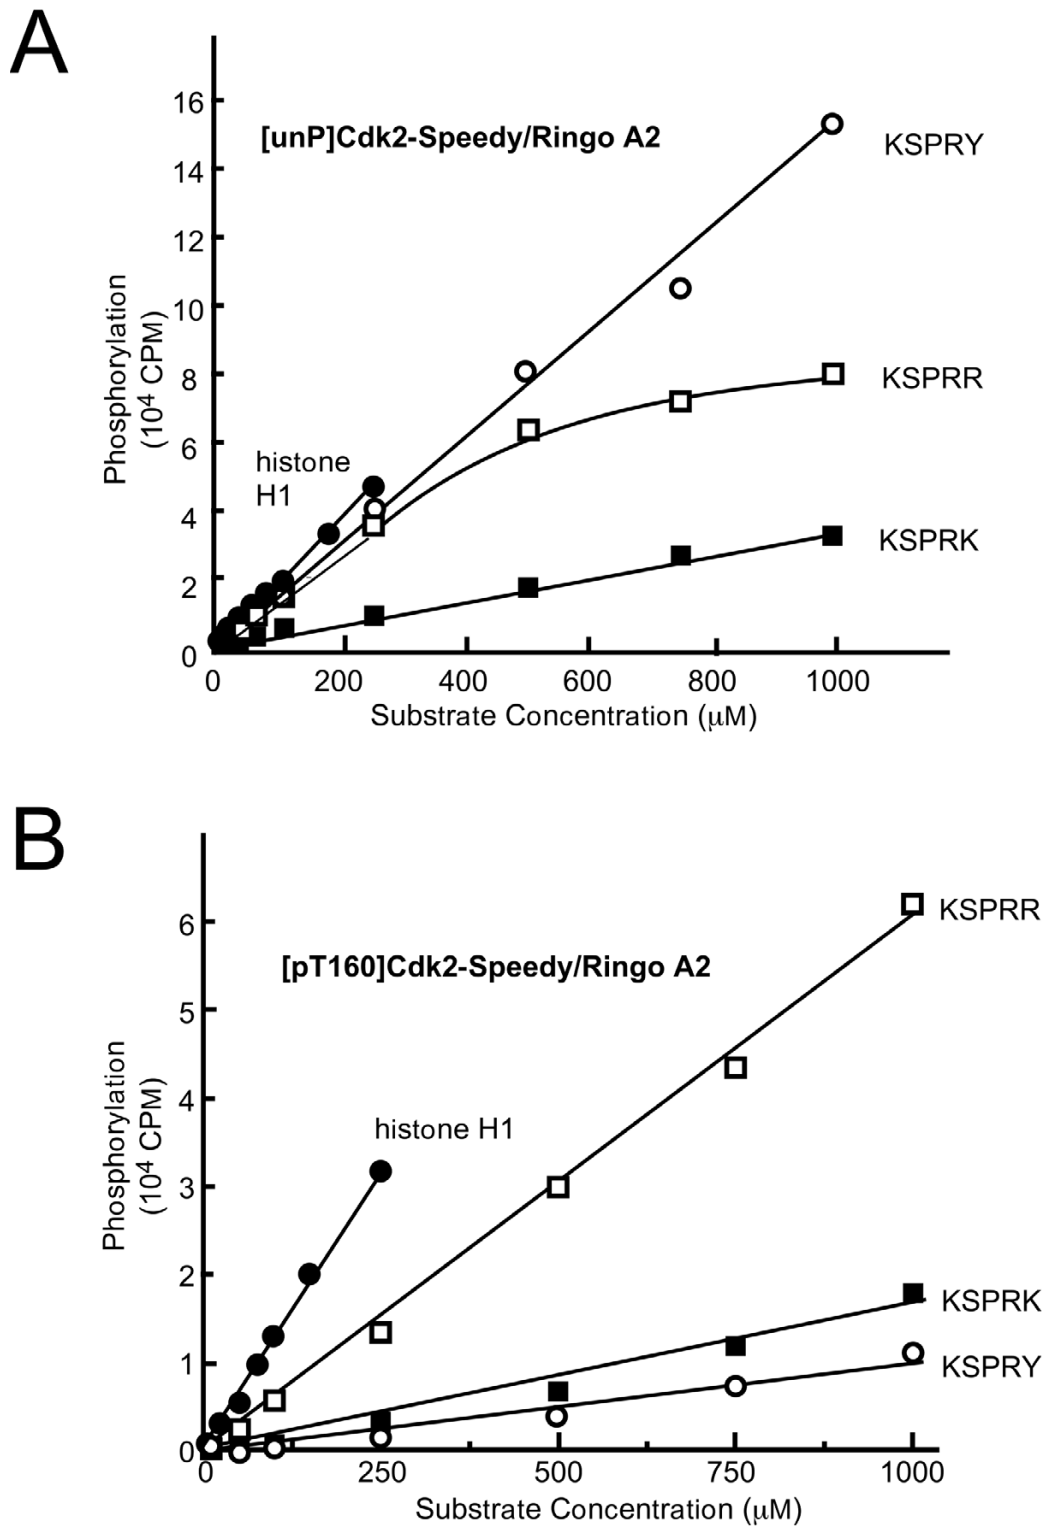 A
16
[unP]Cdk2-Speedy/Ringo A2
KSPRY
14
12
10
Phosphorylation
(10⁴ CPM)
8
KSPRR
6
histone
H1
4
KSPRK
2
0
0 200 400 600 800 1000
Substrate Concentration (μM)
B
6
KSPRR
[pT160]Cdk2-Speedy/Ringo A2
5
Phosphorylation
(10⁴ CPM)
4
histone H1
3
2
KSPRK
1
KSPRY
0
0 250 500 750 1000
Substrate Concentration (μM)